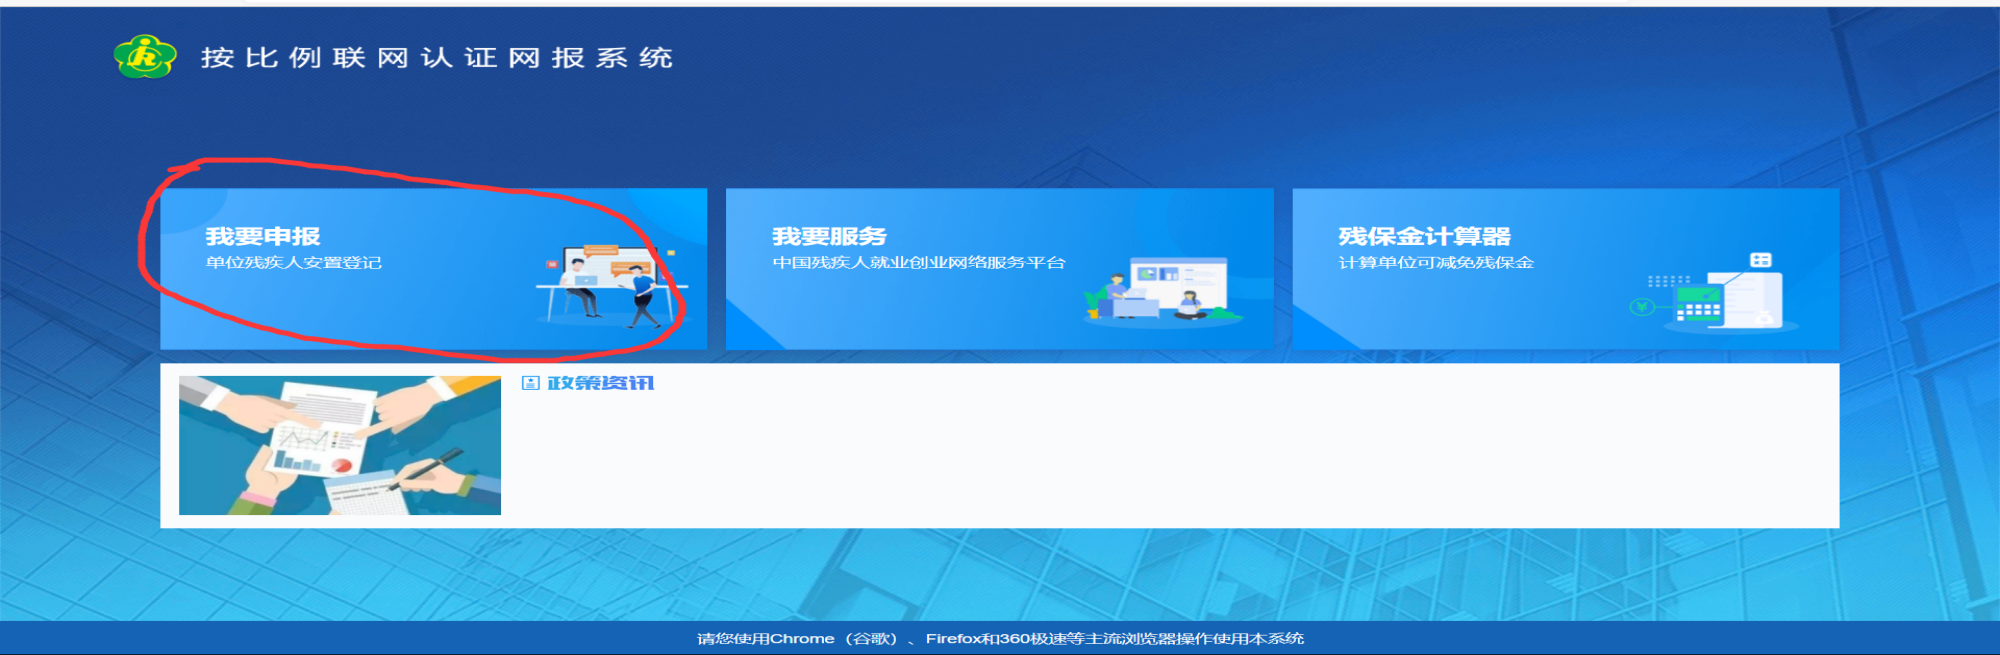 按比例联网认证网报系统
我要申报
单位残疾人安置登记
我要服务
中国残疾人就业创业网络服务平台
残保金计算器
计算单位可减免残保金
政策资讯
请您使用Chrome（谷歌）、Firefox和360极速等主流浏览器操作使用本系统